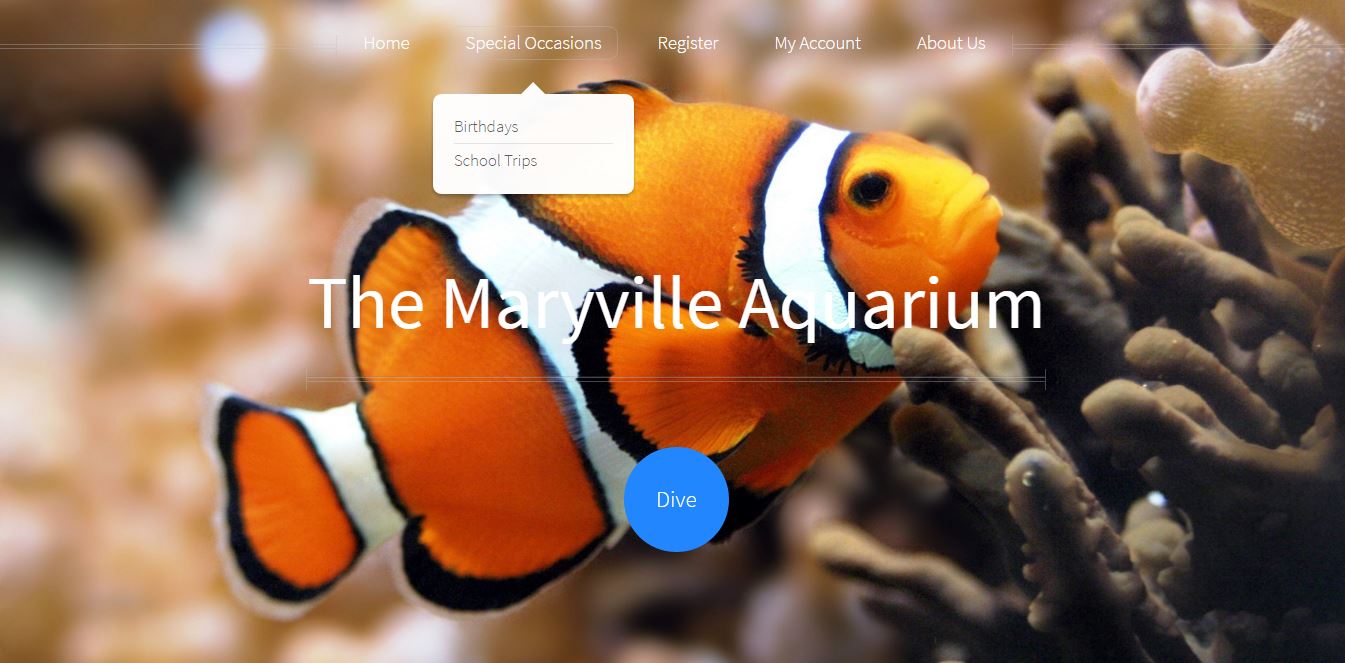 Home
Special Occasions
Register
My Account
About Us
Birthdays
School Trips
The Maryville Aquarium
Dive